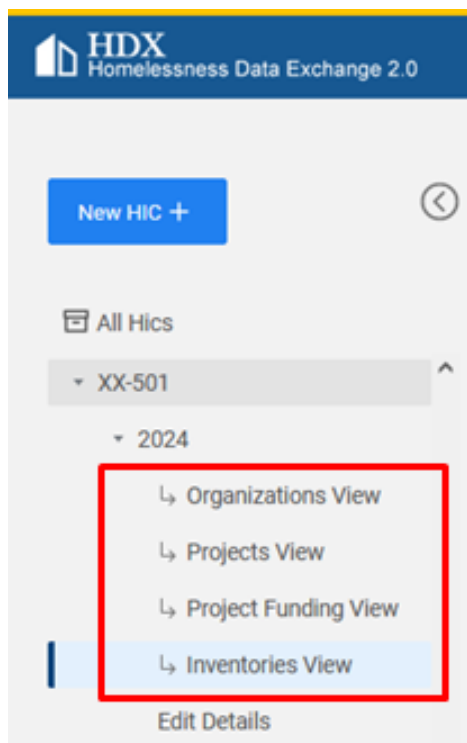 HDX
Homelessness Data Exchange 2.0
New HIC +
All Hics
XX-501
2024
Organizations View
Projects View
Project Funding View
Inventories View
Edit Details